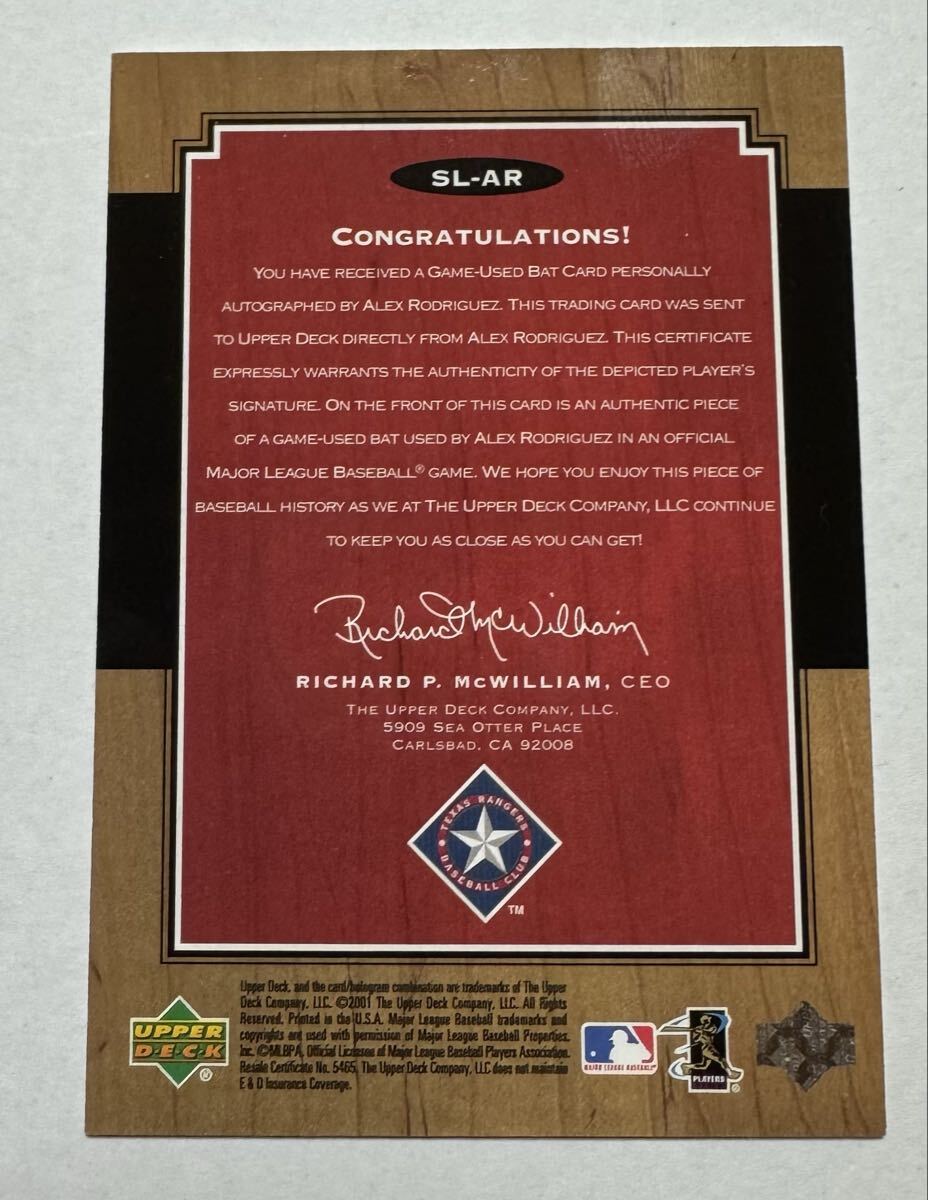 SL-AR
CONGRATULATIONS!
YOU HAVE RECEIVED A GAME-USED BAT CARD PERSONALLY
AUTOGRAPHED BY ALEX RODRIGUEZ. THIS TRADING CARD WAS SENT
TO UPPER DECK DIRECTLY FROM ALEX RODRIGUEZ. THIS CERTIFICATE
EXPRESSLY WARRANTS THE AUTHENTICITY OF THE DEPICTED PLAYER'S
SIGNATURE. ON THE FRONT OF THIS CARD IS AN AUTHENTIC PIECE
OF A GAME-USED BAT USED BY ALEX RODRIGUEZ IN AN OFFICIAL
MAJOR LEAGUE BASEBALL® GAME. WE HOPE YOU ENJOY THIS PIECE OF
BASEBALL HISTORY AS WE AT THE UPPER DECK COMPANY, LLC CONTINUE
TO KEEP YOU AS CLOSE AS YOU CAN GET!
Richard McWilliam
RICHARD P. McWILLIAM, CEO
THE UPPER DECK COMPANY, LLC.
5909 SEA OTTER PLACE
CARLSBAD, CA 92008
TEXAS RANGERS
BASEBALL CLUB
TM
Upper Deck, and the card/hologram combination are trademarks of The Upper
Deck Company, LLC. ©2001 The Upper Deck Company, LLC. All Rights
Reserved. Printed in the U.S.A. Major League Baseball trademarks and
copyrights are used with permission of Major League Baseball Properties,
Inc. ©MLBPA, Official Licensee of Major League Baseball Players Association.
Resale Certificate No. 5465. The Upper Deck Company, LLC does not maintain
E & D Insurance Coverage.
UPPER
DECK
®
MAJOR LEAGUE BASEBALL
PLAYERS
®